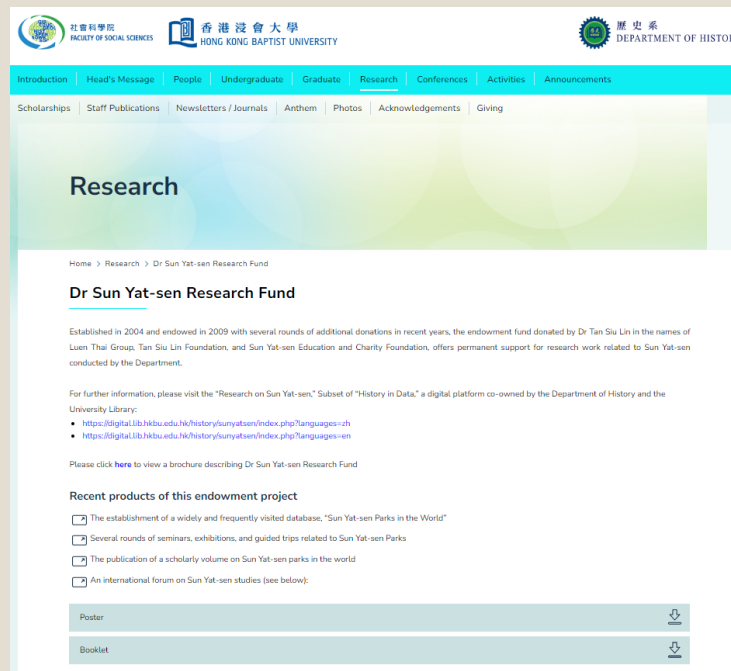 社會科學院
FACULTY OF SOCIAL SCIENCES
香港浸會大學
HONG KONG BAPTIST UNIVERSITY
歷史系
DEPARTMENT OF HISTOR
Introduction Head's Message People Undergraduate Graduate Research Conferences Activities Announcements
Scholarships Staff Publications Newsletters / Journals Anthem Photos Acknowledgements Giving
Research
Home > Research > Dr Sun Yat-sen Research Fund
Dr Sun Yat-sen Research Fund
Established in 2004 and endowed in 2009 with several rounds of additional donations in recent years, the endowment fund donated by Dr Tan Siu Lin in the names of
Luen Thai Group, Tan Siu Lin Foundation, and Sun Yat-sen Education and Charity Foundation, offers permanent support for research work related to Sun Yat-sen
conducted by the Department.
For further information, please visit the "Research on Sun Yat-sen," Subset of "History in Data," a digital platform co-owned by the Department of History and the
University Library:
• https://digital.lib.hkbu.edu.hk/history/sunyatsen/index.php?languages=zh
• https://digital.lib.hkbu.edu.hk/history/sunyatsen/index.php?languages=en
Please click here to view a brochure describing Dr Sun Yat-sen Research Fund
Recent products of this endowment project
The establishment of a widely and frequently visited database, "Sun Yat-sen Parks in the World"
Several rounds of seminars, exhibitions, and guided trips related to Sun Yat-sen Parks
The publication of a scholarly volume on Sun Yat-sen parks in the world
An international forum on Sun Yat-sen studies (see below):
Poster
Booklet